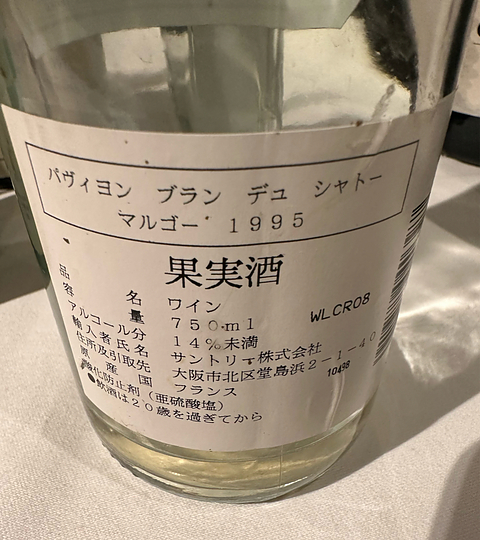 パヴィヨン ブラン デュ シャトー
マルゴー 1995
果実酒
品名 ワイン
容量 750ml
WLCR08
アルコール分 14%未満
輸入者氏名 サントリー株式会社
住所及引取先 大阪市北区堂島浜2-1-40
原産国 フランス
10498
酸化防止剤(亜硫酸塩)
●飲酒は20歳を過ぎてから